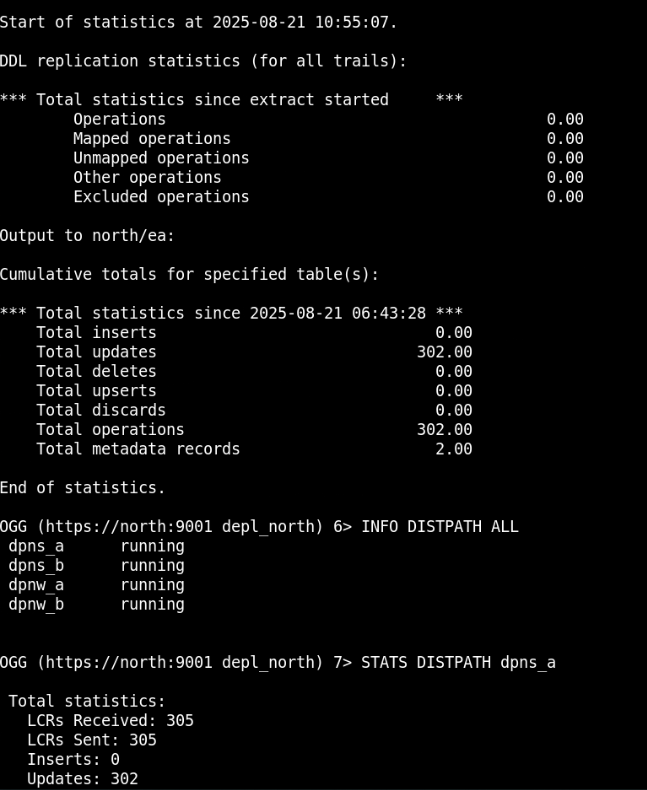 Start of statistics at 2025-08-21 10:55:07.
DDL replication statistics (for all trails):
*** Total statistics since extract started     ***
        Operations                                         0.00
        Mapped operations                                  0.00
        Unmapped operations                                0.00
        Other operations                                   0.00
        Excluded operations                                0.00
Output to north/ea:
Cumulative totals for specified table(s):
*** Total statistics since 2025-08-21 06:43:28 ***
    Total inserts                              0.00
    Total updates                            302.00
    Total deletes                              0.00
    Total upserts                              0.00
    Total discards                             0.00
    Total operations                         302.00
    Total metadata records                     2.00
End of statistics.
OGG (https://north:9001 depl_north) 6> INFO DISTPATH ALL
 dpns_a      running
 dpns_b      running
 dpnw_a      running
 dpnw_b      running
OGG (https://north:9001 depl_north) 7> STATS DISTPATH dpns_a
 Total statistics:
   LCRs Received: 305
   LCRs Sent: 305
   Inserts: 0
   Updates: 302